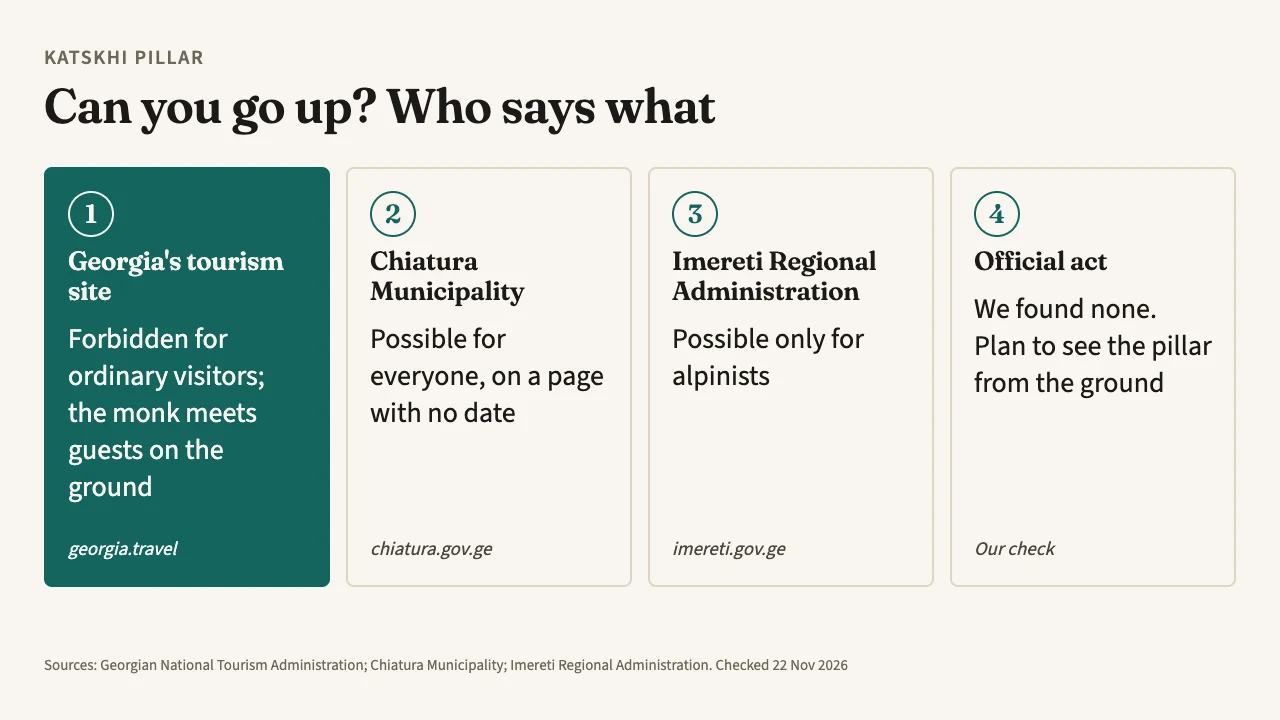 KATSKHI PILLAR
Can you go up? Who says what
1
Georgia's tourism
site
Forbidden for
ordinary visitors;
the monk meets
guests on the
ground
georgia.travel
2
Chiatura
Municipality
Possible for
everyone, on a page
with no date
chiatura.gov.ge
3
Imereti Regional
Administration
Possible only for
alpinists
imereti.gov.ge
4
Official act
We found none.
Plan to see the pillar
from the ground
Our check
Sources: Georgian National Tourism Administration; Chiatura Municipality; Imereti Regional Administration. Checked 22 Nov 2026